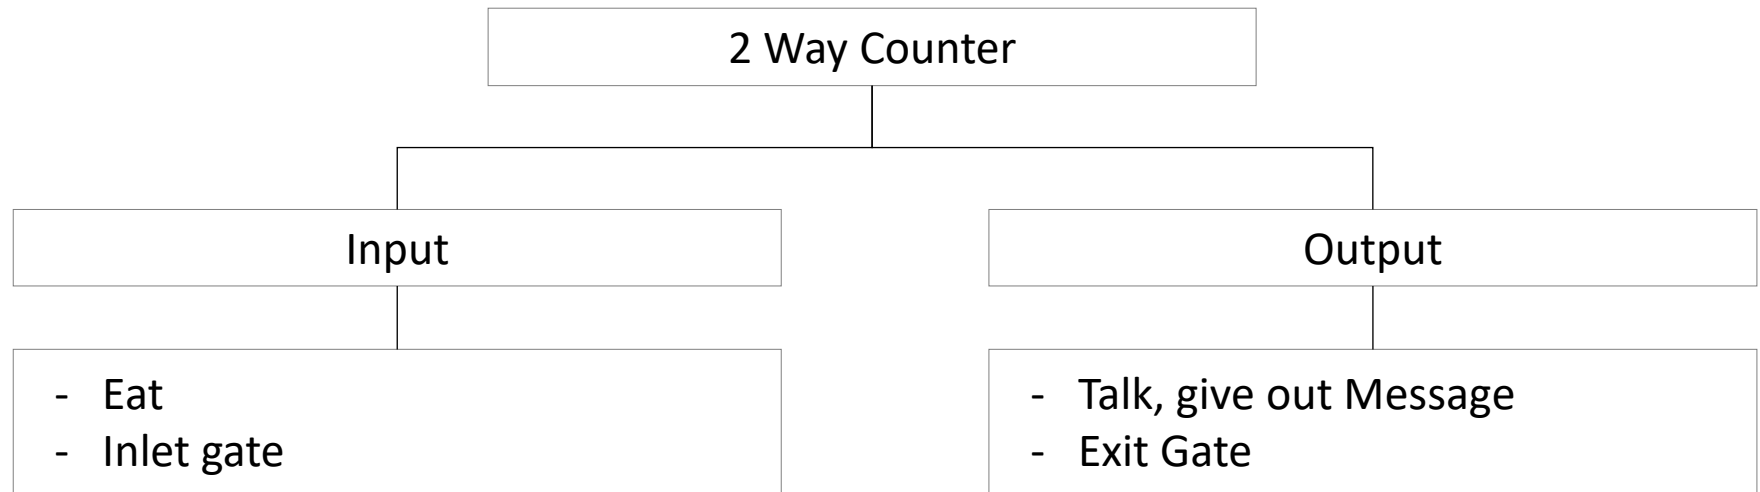 2 Way Counter
Input
Output
- Eat
- Inlet gate
- Talk, give out Message
- Exit Gate